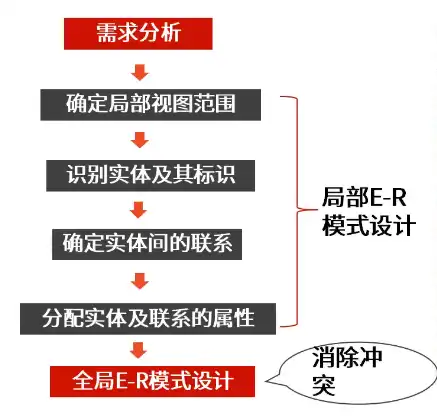 需求分析
确定局部视图范围
识别实体及其标识
确定实体间的联系
分配实体及联系的属性
局部E-R
模式设计
全局E-R模式设计
消除冲
突